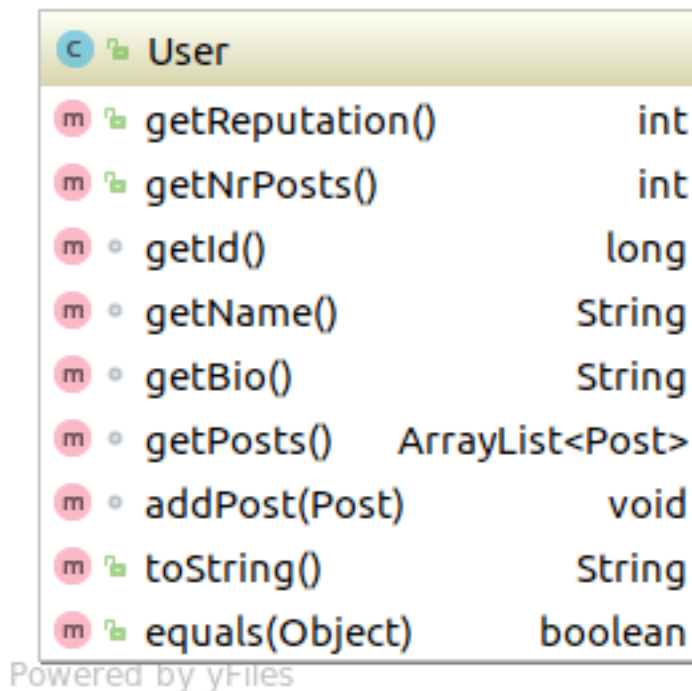 C User
m getReputation() int
m getNrPosts() int
m getId() long
m getName() String
m getBio() String
m getPosts() ArrayList<Post>
m addPost(Post) void
m toString() String
m equals(Object) boolean
Powered by yFiles